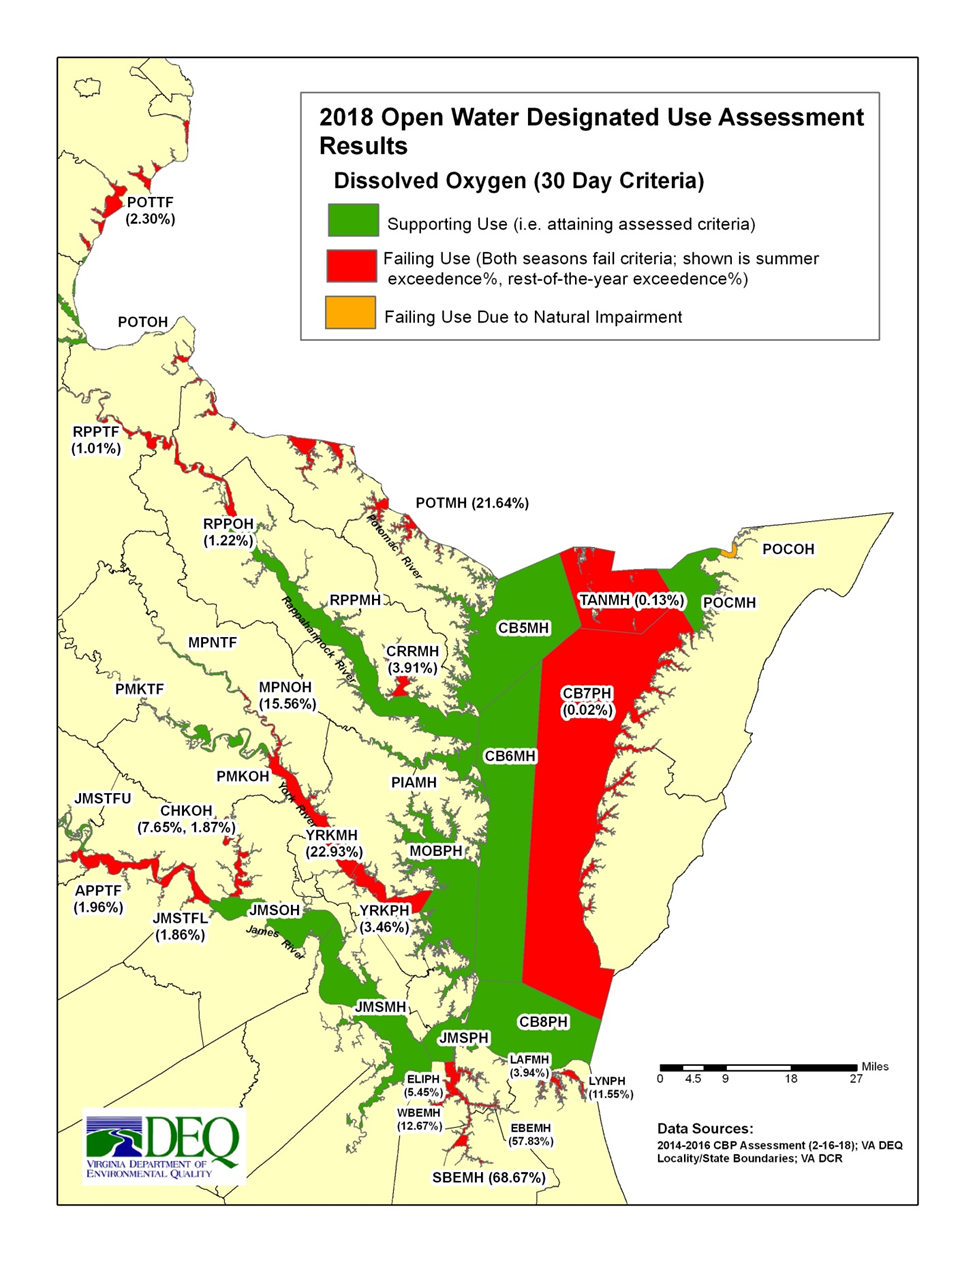 2018 Open Water Designated Use Assessment
Results
Dissolved Oxygen (30 Day Criteria)
Supporting Use (i.e. attaining assessed criteria)
Failing Use (Both seasons fail criteria; shown is summer
exceedence%, rest-of-the-year exceedence%)
Failing Use Due to Natural Impairment
POTTF
(2.30%)
POTOH
RPPTF
(1.01%)
POTMH (21.64%)
RPPOH
(1.22%)
Potomac River
POCOH
TANMH (0.13%)
POCMH
RPPMH
Rappahannock River
CB5MH
MPNTF
CRRMH
(3.91%)
PMKTF
MPNOH
(15.56%)
CB7PH
(0.02%)
CB6MH
PMKOH
PIAMH
York River
JMSTFU
CHKOH
(7.65%, 1.87%)
YRKMH
(22.93%)
MOBPH
APPTF
(1.96%)
JMSTFL
(1.86%)
JMSOH
James River
YRKPH
(3.46%)
JMSMH
CB8PH
JMSPH
LAFMH
(3.94%)
ELIPH
(5.45%)
LYNPH
(11.55%)
WBEMH
(12.67%)
EBEMH
(57.83%)
SBEMH (68.67%)
Miles
0 4.5 9 18 27
Data Sources:
2014-2016 CBP Assessment (2-16-18); VA DEQ
Locality/State Boundaries; VA DCR
DEQ
VIRGINIA DEPARTMENT OF
ENVIRONMENTAL QUALITY